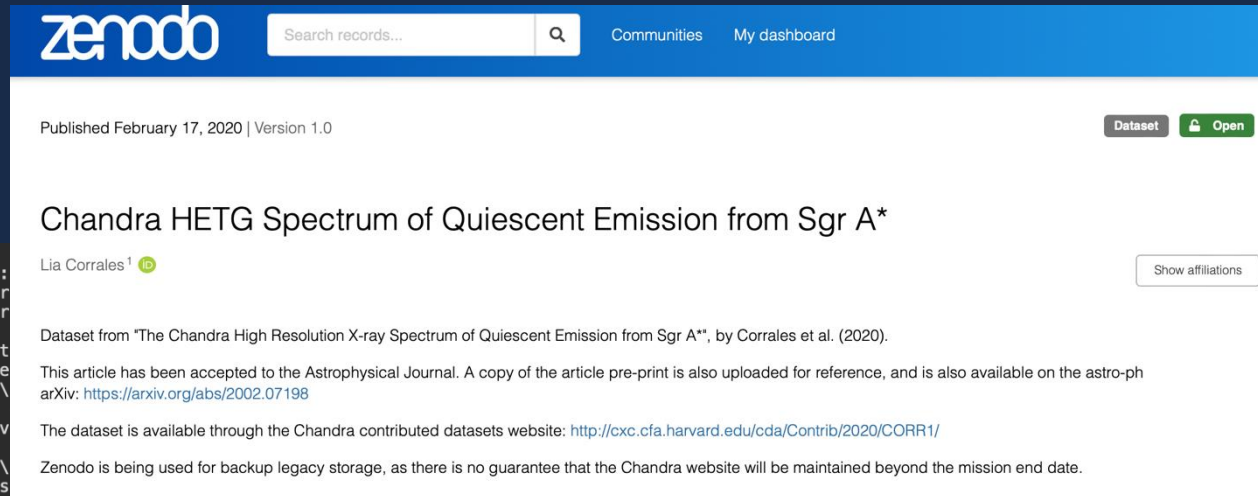 zenodo
Search records...
Communities My dashboard
Published February 17, 2020 | Version 1.0
Dataset Open
Chandra HETG Spectrum of Quiescent Emission from Sgr A*
Lia Corrales 1 iD
Show affiliations
Dataset from "The Chandra High Resolution X-ray Spectrum of Quiescent Emission from Sgr A*", by Corrales et al. (2020).
This article has been accepted to the Astrophysical Journal. A copy of the article pre-print is also uploaded for reference, and is also available on the astro-ph
arXiv: https://arxiv.org/abs/2002.07198
The dataset is available through the Chandra contributed datasets website: http://cxc.cfa.harvard.edu/cda/Contrib/2020/CORR1/
Zenodo is being used for backup legacy storage, as there is no guarantee that the Chandra website will be maintained beyond the mission end date.